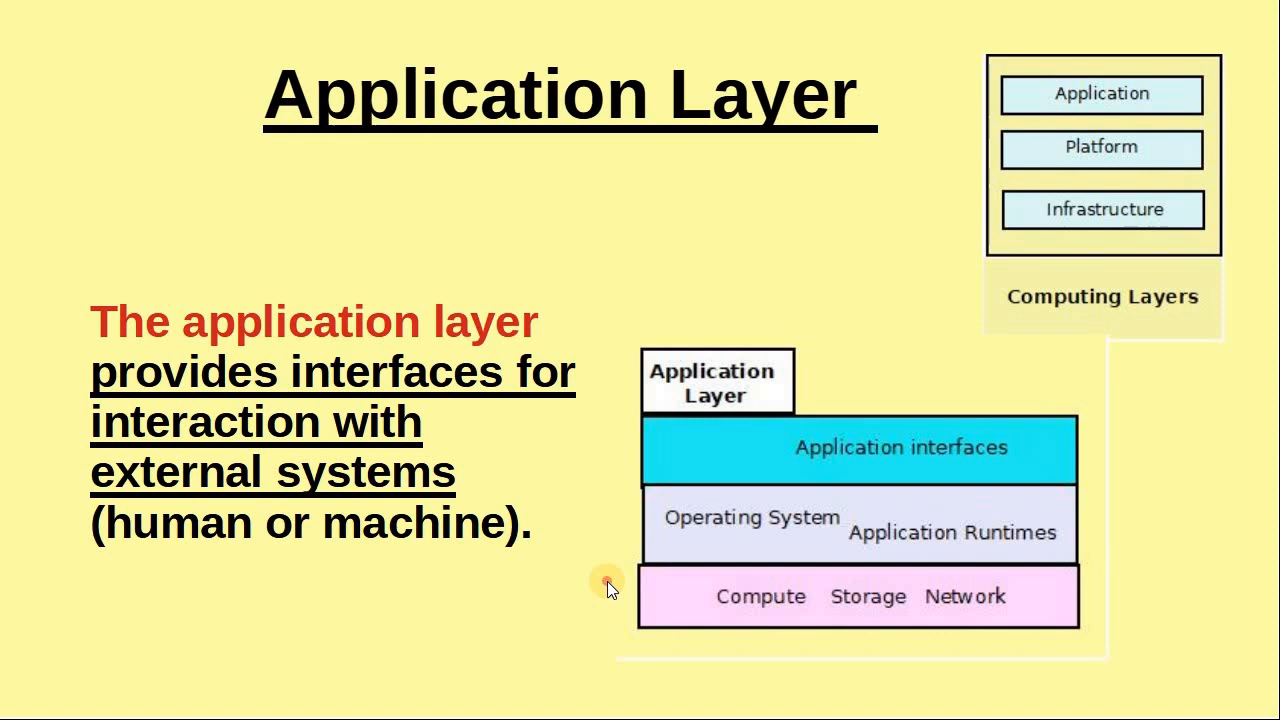 Application Layer
Application
Platform
Infrastructure
Computing Layers
The application layer
provides interfaces for
interaction with
external systems
(human or machine).
Application
Layer
Application interfaces
Operating System Application Runtimes
Compute Storage Network